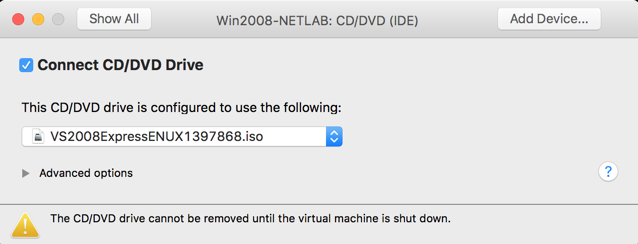 Show All
Win2008-NETLAB: CD/DVD (IDE)
Add Device...
Connect CD/DVD Drive
This CD/DVD drive is configured to use the following:
VS2008ExpressENUX1397868.iso
Advanced options
?
The CD/DVD drive cannot be removed until the virtual machine is shut down.